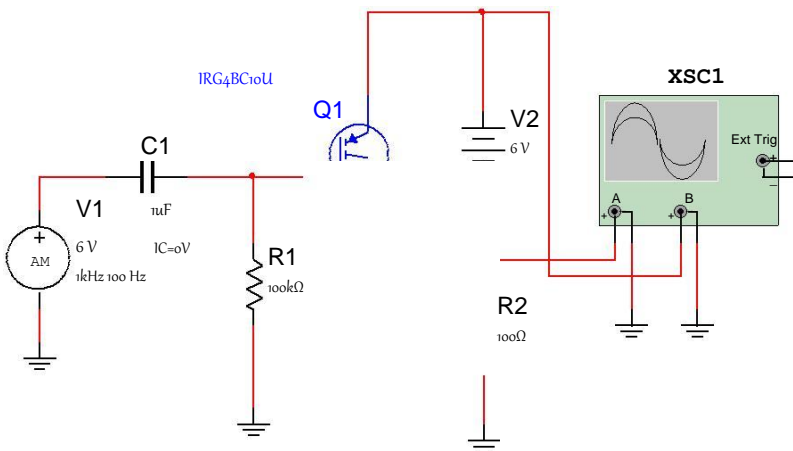 IRG4BC10U
XSC1
Q1
V2
6 V
Ext Trig
+
_
C1
1uF
IC=0V
V1
+
6 V
AM
1kHz 100 Hz
R1
100kΩ
A
B
+
_
+
_
R2
100Ω